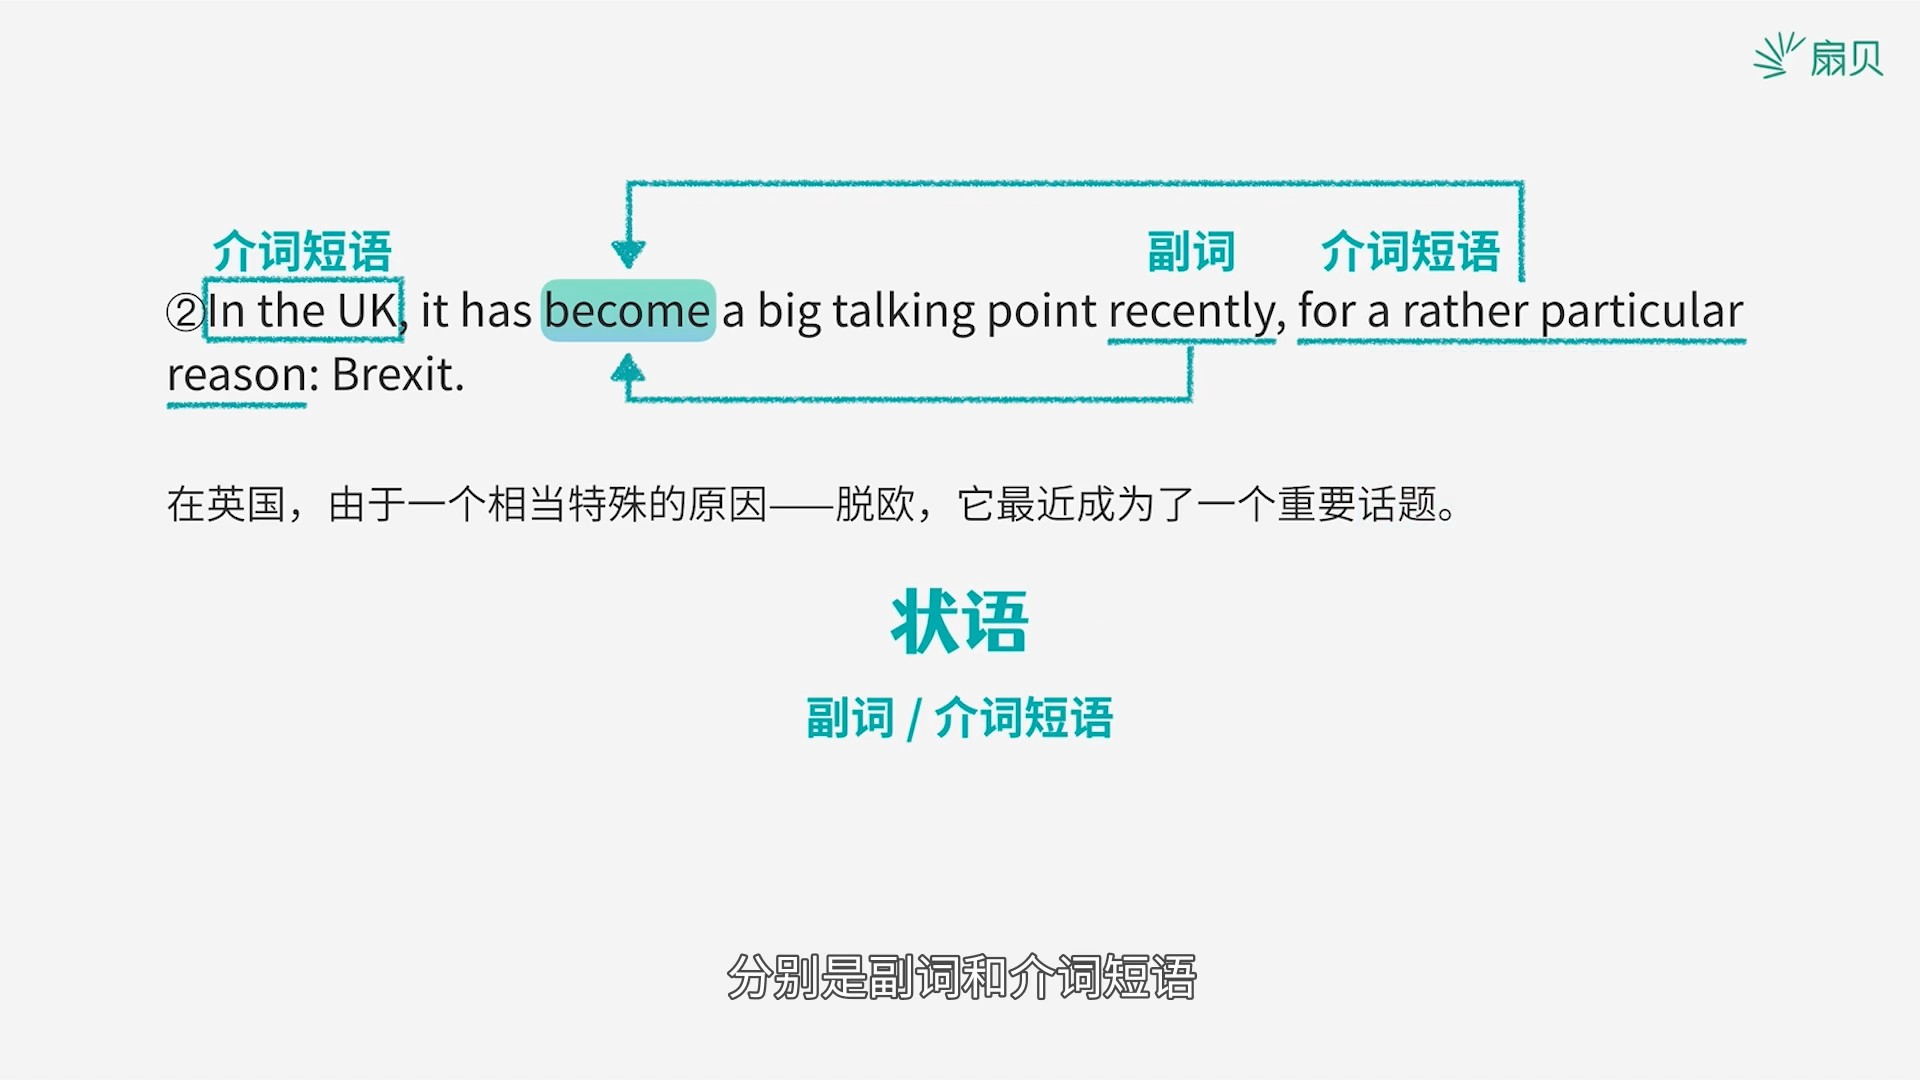 扇贝
介词短语 副词 介词短语
②In the UK, it has become a big talking point recently, for a rather particular
reason: Brexit.
在英国，由于一个相当特殊的原因——脱欧，它最近成为了一个重要话题。
状语
副词 / 介词短语
分别是副词和介词短语